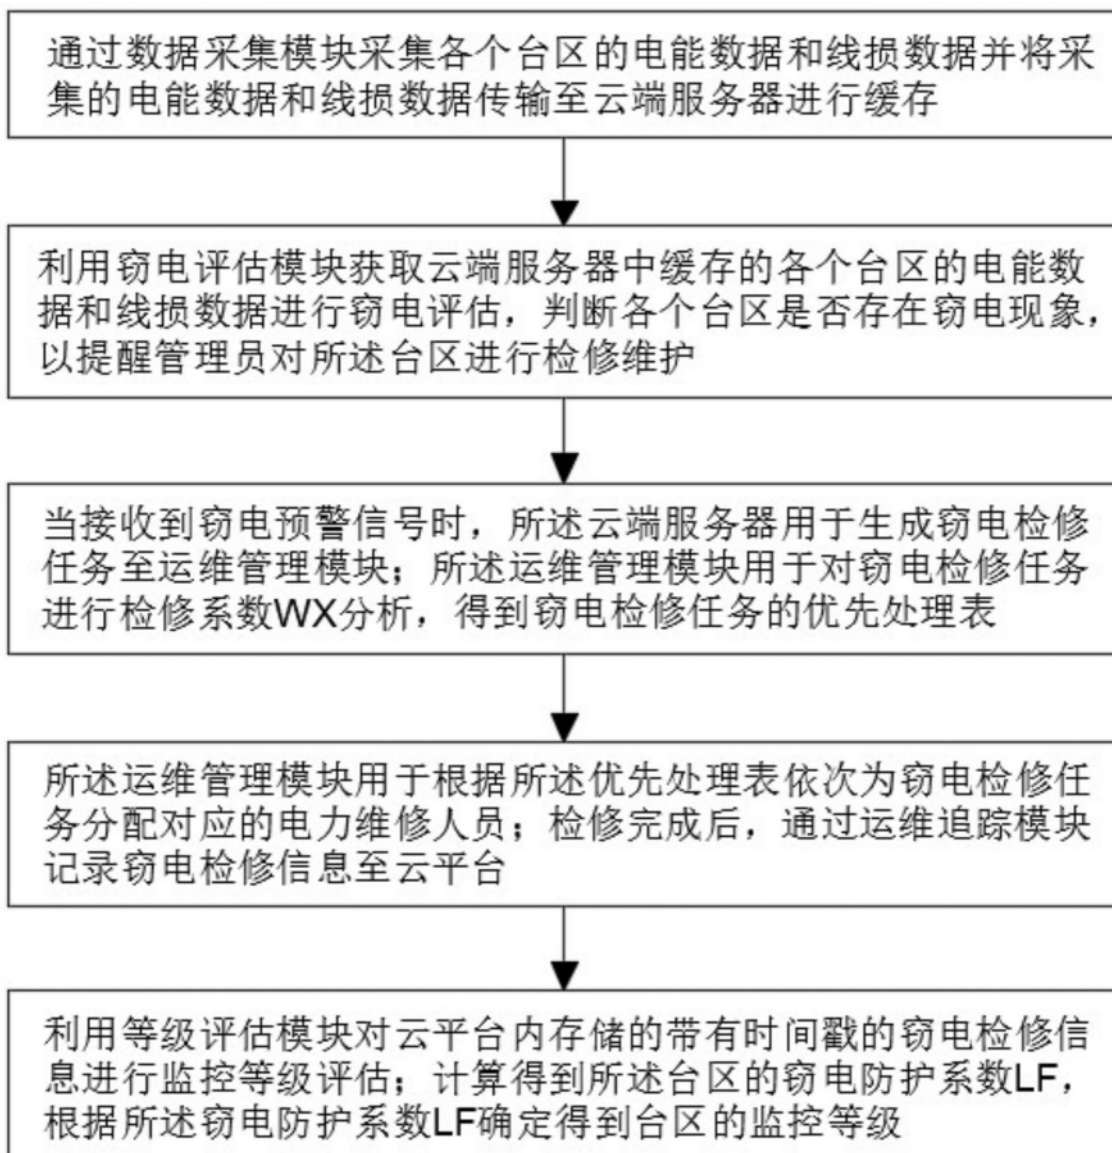 通过数据采集模块采集各个台区的电能数据和线损数据并将采
集的电能数据和线损数据传输至云端服务器进行缓存
利用窃电评估模块获取云端服务器中缓存的各个台区的电能数
据和线损数据进行窃电评估，判断各个台区是否存在窃电现象，
以提醒管理员对所述台区进行检修维护
当接收到窃电预警信号时，所述云端服务器用于生成窃电检修
任务至运维管理模块；所述运维管理模块用于对窃电检修任务
进行检修系数WX分析，得到窃电检修任务的优先处理表
所述运维管理模块用于根据所述优先处理表依次为窃电检修任
务分配对应的电力维修人员；检修完成后，通过运维追踪模块
记录窃电检修信息至云平台
利用等级评估模块对云平台内存储的带有时间戳的窃电检修信
息进行监控等级评估；计算得到所述台区的窃电防护系数LF，
根据所述窃电防护系数LF确定得到台区的监控等级